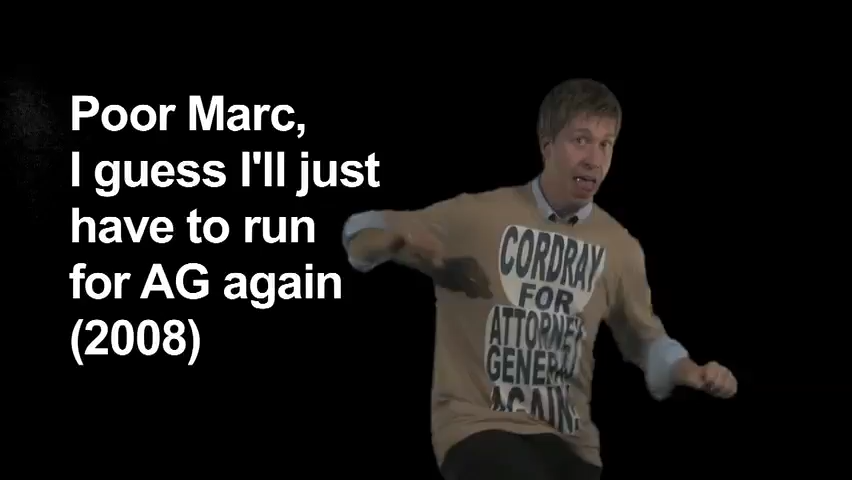 Poor Marc,
I guess I'll just
have to run
for AG again
(2008)
CORDRAY
FOR
ATTORNEY
GENERAL
AGAIN!